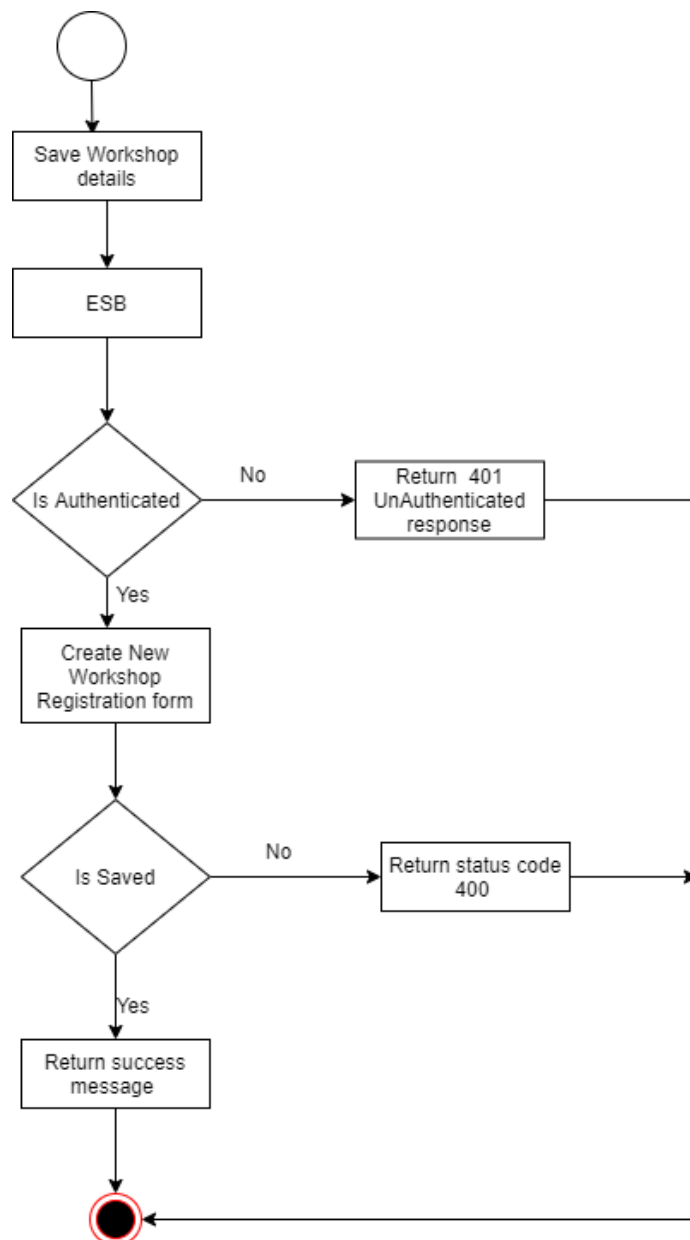 Save Workshop
details
ESB
Is Authenticated
No
Return  401
UnAuthenticated
response
Yes
Create New
Workshop
Registration form
Is Saved
No
Return status code
400
Yes
Return success
message